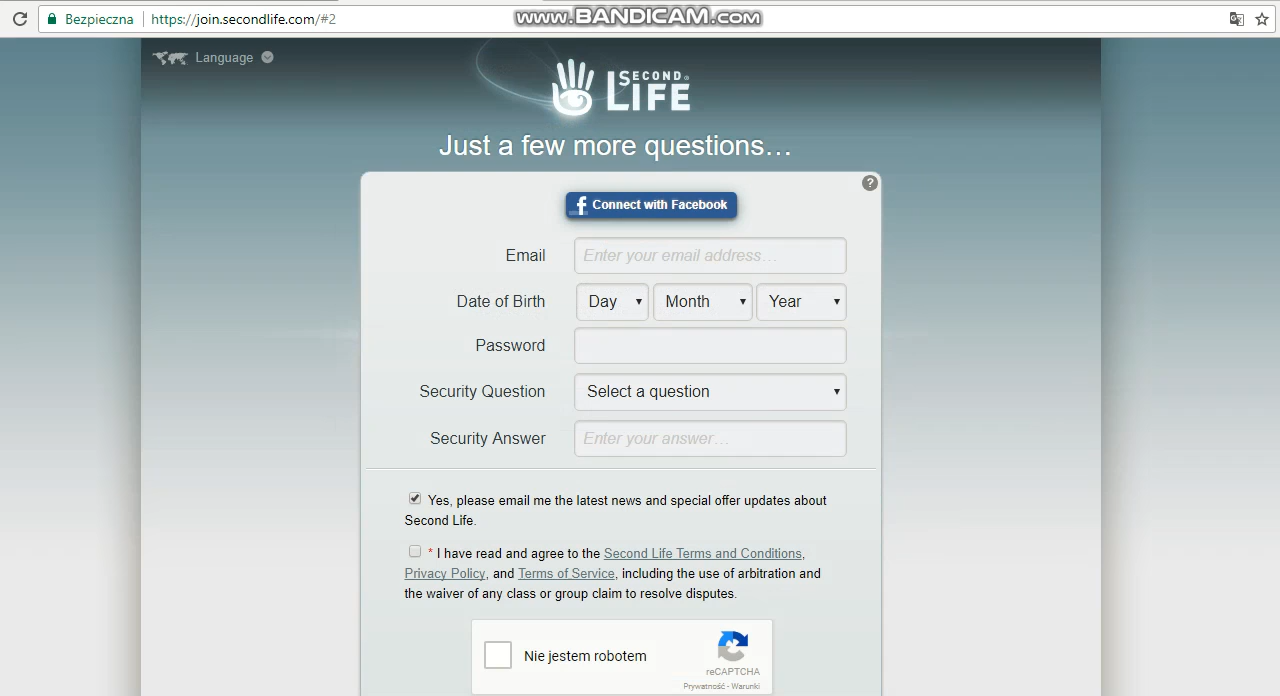 Bezpieczna https://join.secondlife.com/#2
www.BANDICAM.com
Language
SECOND®
LIFE
Just a few more questions...
?
f Connect with Facebook
Email Enter your email address...
Date of Birth Day Month Year
Password
Security Question Select a question
Security Answer Enter your answer...
Yes, please email me the latest news and special offer updates about
Second Life.
* I have read and agree to the Second Life Terms and Conditions,
Privacy Policy, and Terms of Service, including the use of arbitration and
the waiver of any class or group claim to resolve disputes.
Nie jestem robotem
reCAPTCHA
Prywatność - Warunki